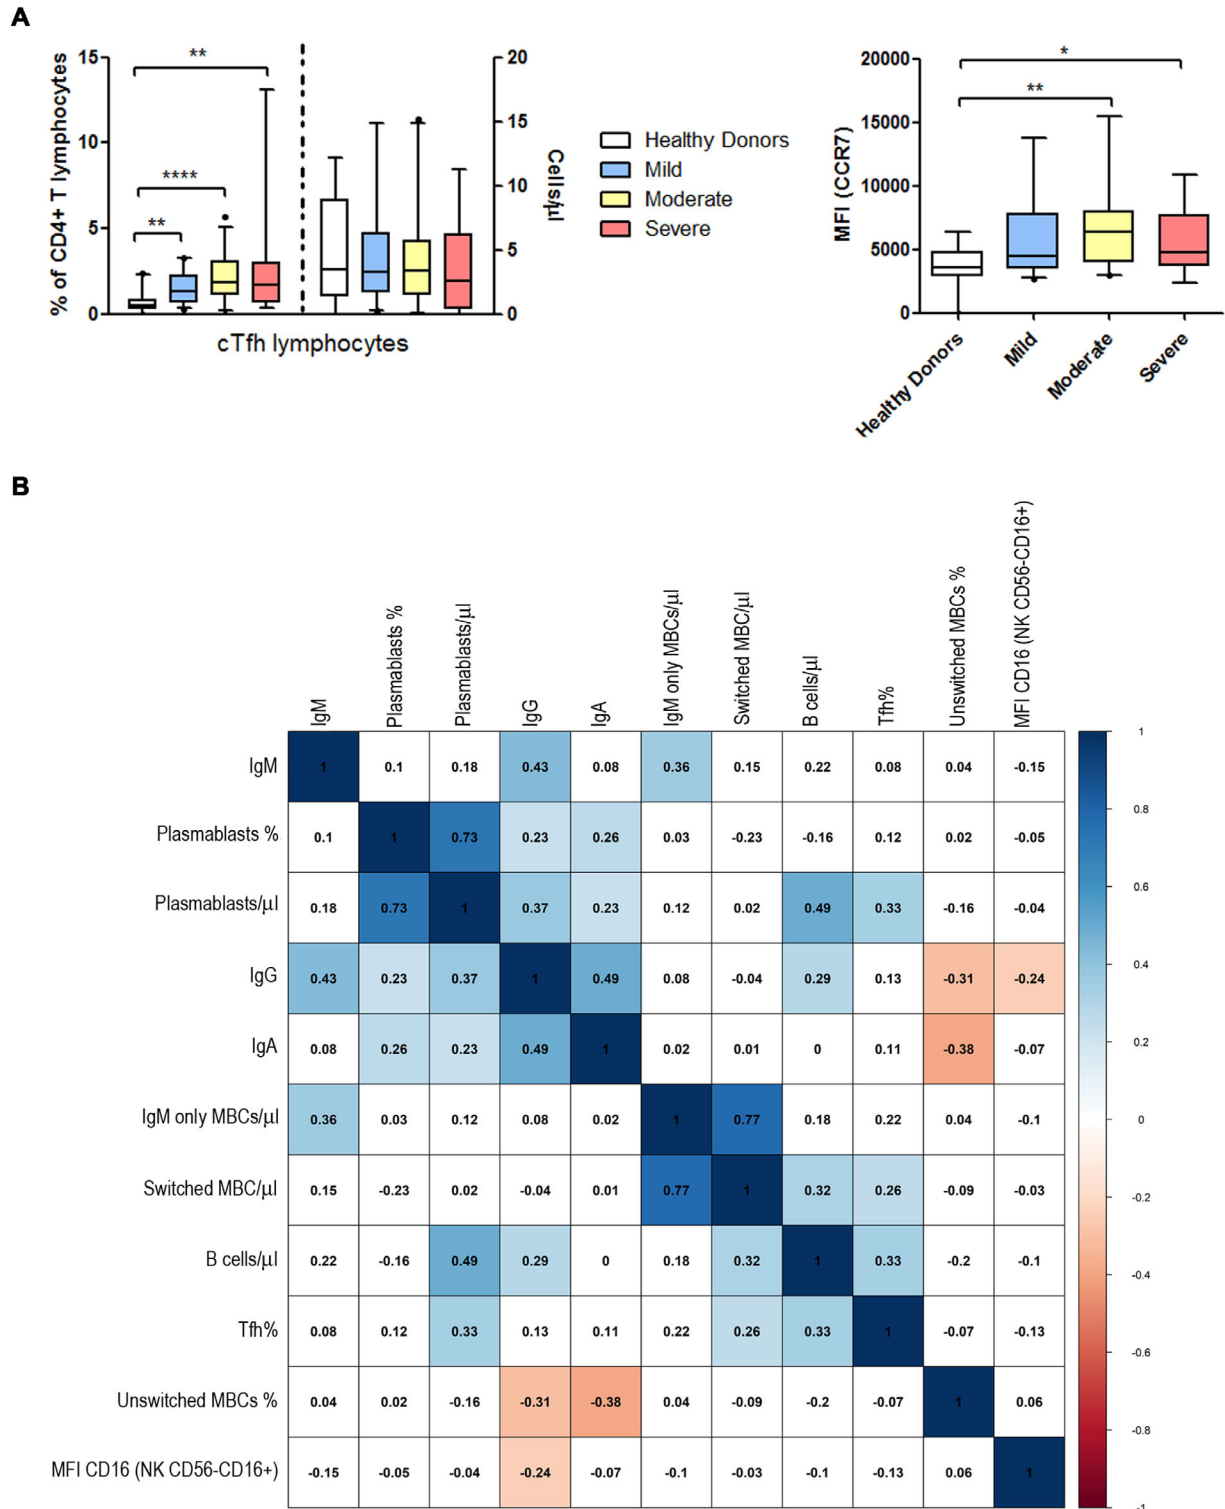 A
% of CD4+ T lymphocytes
15
10
5
0
**
****
**
20
15
10
5
0
Cells/µl
cTfh lymphocytes
Healthy Donors
Mild
Moderate
Severe
MFI (CCR7)
20000
15000
10000
5000
0
*
**
Healthy Donors
Mild
Moderate
Severe
B
IgM
Plasmablasts %
Plasmablasts/µl
IgG
IgA
IgM only MBCs/µl
Switched MBC/µl
B cells/µl
Tfh%
Unswitched MBCs %
MFI CD16 (NK CD56-CD16+)
IgM 1 0.1 0.18 0.43 0.08 0.36 0.15 0.22 0.08 0.04 -0.15
Plasmablasts % 0.1 1 0.73 0.23 0.26 0.03 -0.23 -0.16 0.12 0.02 -0.05
Plasmablasts/µl 0.18 0.73 1 0.37 0.23 0.12 0.02 0.49 0.33 -0.16 -0.04
IgG 0.43 0.23 0.37 1 0.49 0.08 -0.04 0.29 0.13 -0.31 -0.24
IgA 0.08 0.26 0.23 0.49 1 0.02 0.01 0 0.11 -0.38 -0.07
IgM only MBCs/µl 0.36 0.03 0.12 0.08 0.02 1 0.77 0.18 0.22 0.04 -0.1
Switched MBC/µl 0.15 -0.23 0.02 -0.04 0.01 0.77 1 0.32 0.26 -0.09 -0.03
B cells/µl 0.22 -0.16 0.49 0.29 0 0.18 0.32 1 0.33 -0.2 -0.1
Tfh% 0.08 0.12 0.33 0.13 0.11 0.22 0.26 0.33 1 -0.07 -0.13
Unswitched MBCs % 0.04 0.02 -0.16 -0.31 -0.38 0.04 -0.09 -0.2 -0.07 1 0.06
MFI CD16 (NK CD56-CD16+) -0.15 -0.05 -0.04 -0.24 -0.07 -0.1 -0.03 -0.1 -0.13 0.06 1
1
0.8
0.6
0.4
0.2
0
-0.2
-0.4
-0.6
-0.8
-1